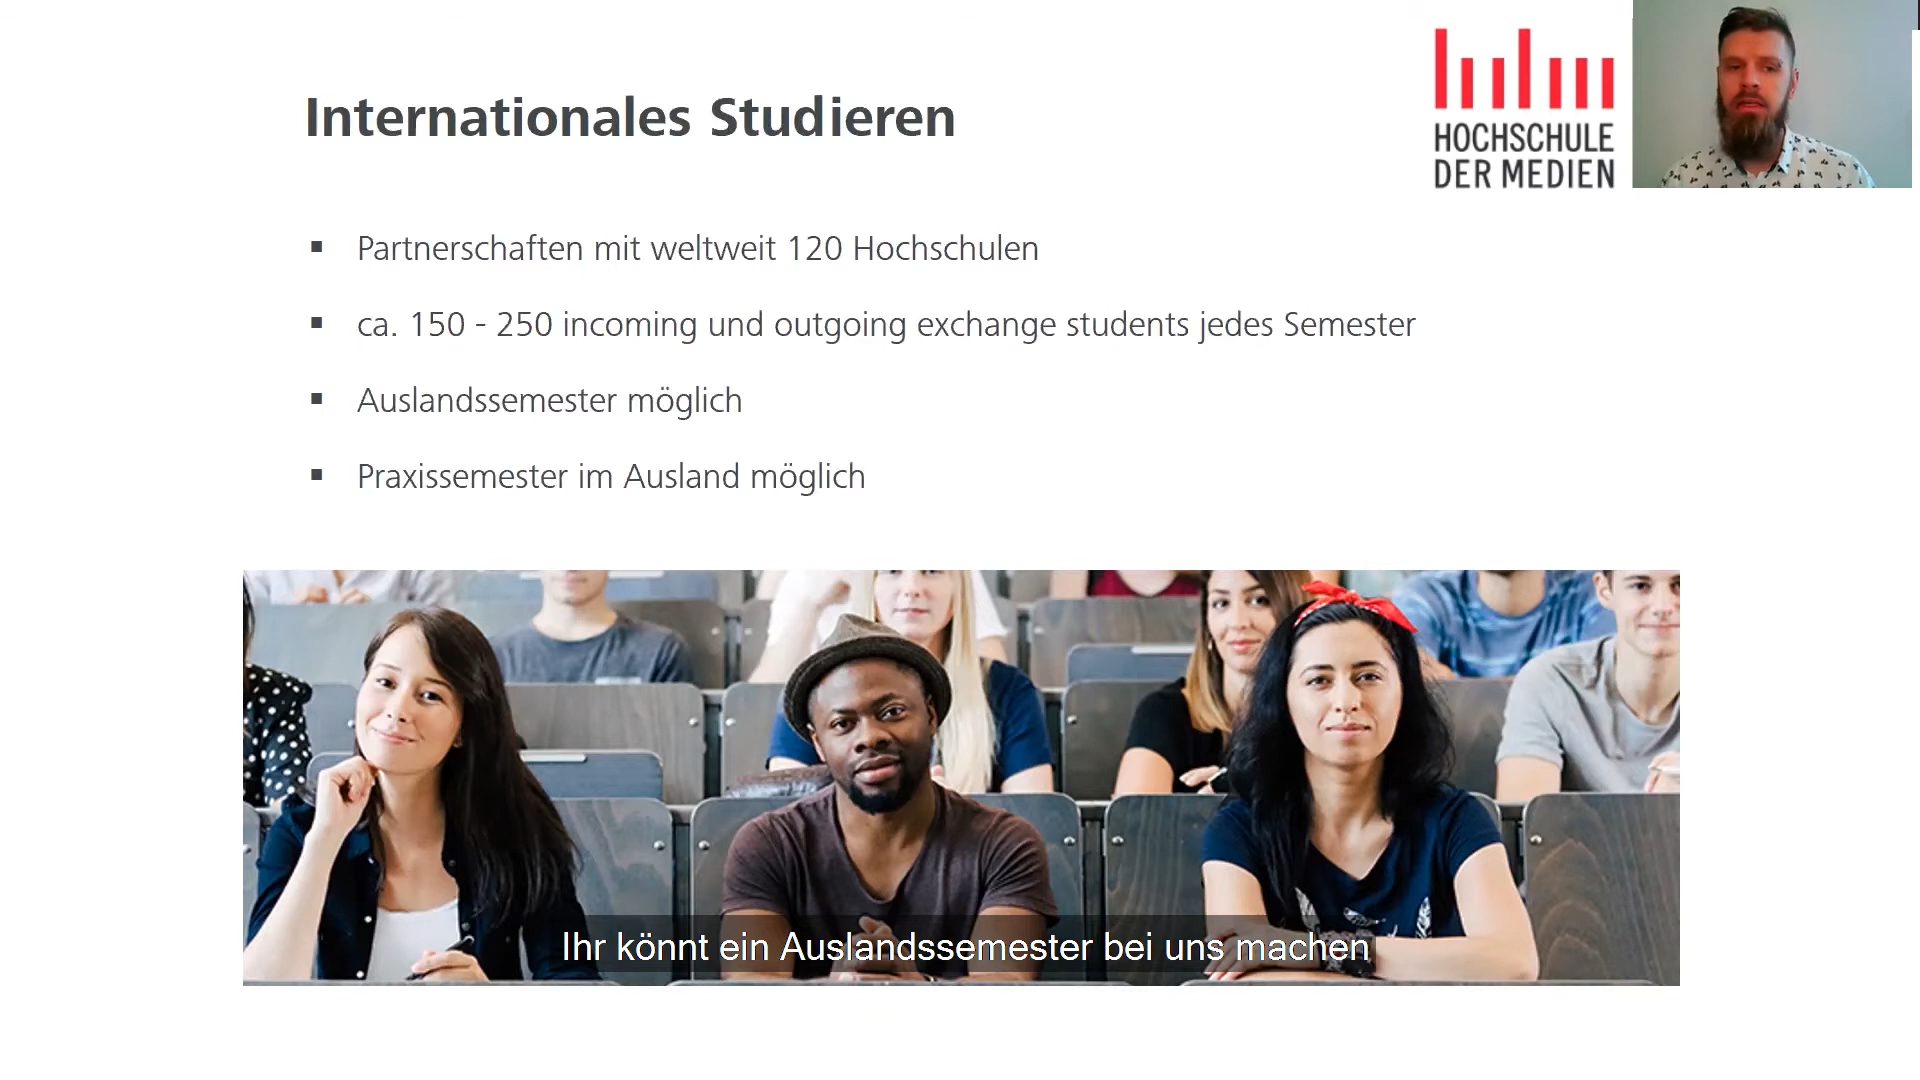 Internationales Studieren
HOCHSCHULE
DER MEDIEN
▪ Partnerschaften mit weltweit 120 Hochschulen
▪ ca. 150 - 250 incoming und outgoing exchange students jedes Semester
▪ Auslandssemester möglich
▪ Praxissemester im Ausland möglich
Ihr könnt ein Auslandssemester bei uns machen